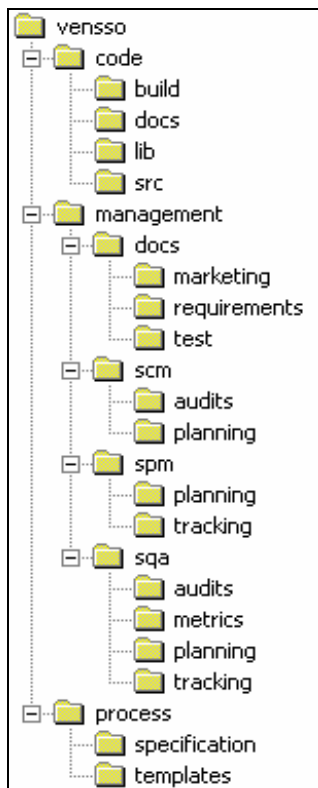 vensso
code
build
docs
lib
src
management
docs
marketing
requirements
test
scm
audits
planning
spm
planning
tracking
sqa
audits
metrics
planning
tracking
process
specification
templates